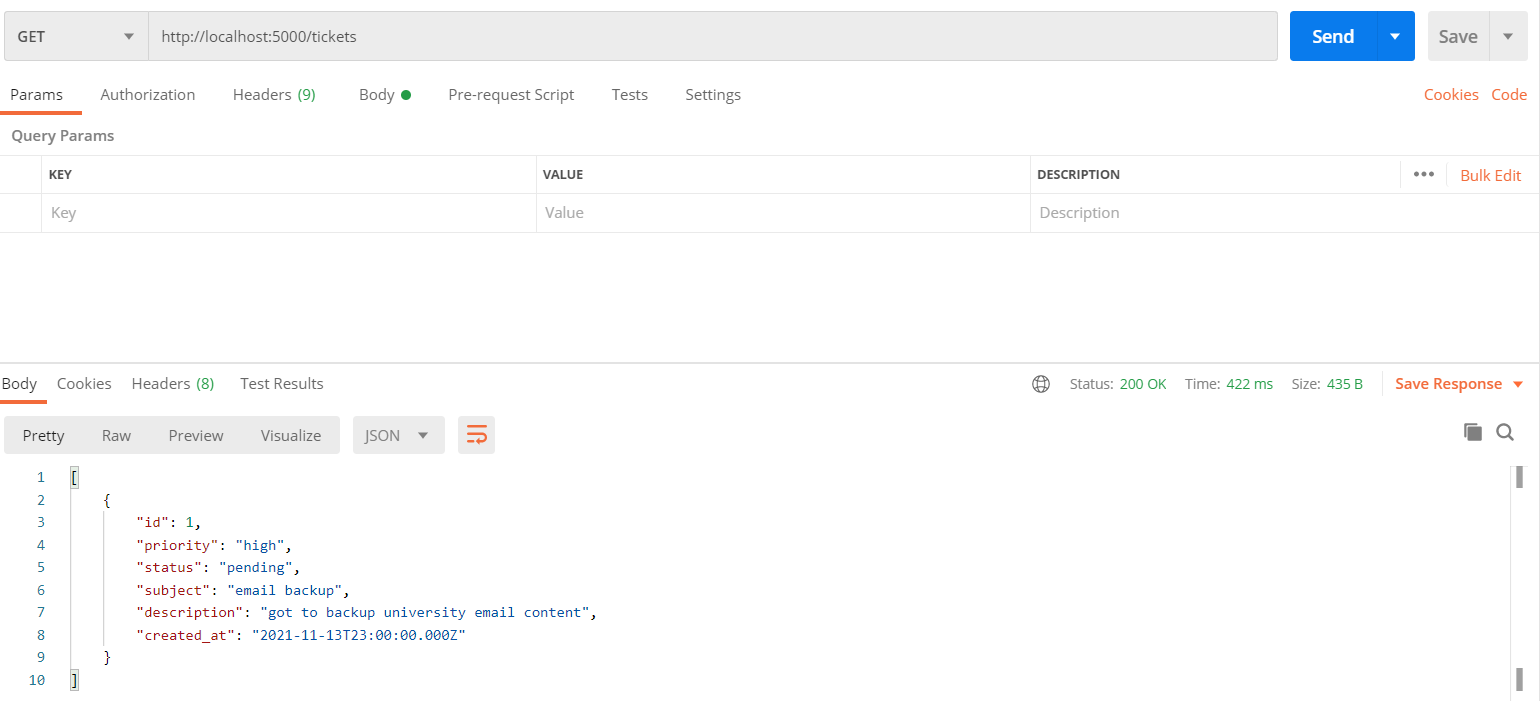 GET http://localhost:5000/tickets Send Save
Params Authorization Headers (9) Body Pre-request Script Tests Settings Cookies Code
Query Params
KEY VALUE DESCRIPTION Bulk Edit
Key Value Description
Body Cookies Headers (8) Test Results Status: 200 OK Time: 422 ms Size: 435 B Save Response
Pretty Raw Preview Visualize JSON
1 [
2 {
3 "id": 1,
4 "priority": "high",
5 "status": "pending",
6 "subject": "email backup",
7 "description": "got to backup university email content",
8 "created_at": "2021-11-13T23:00:00.000Z"
9 }
10 ]